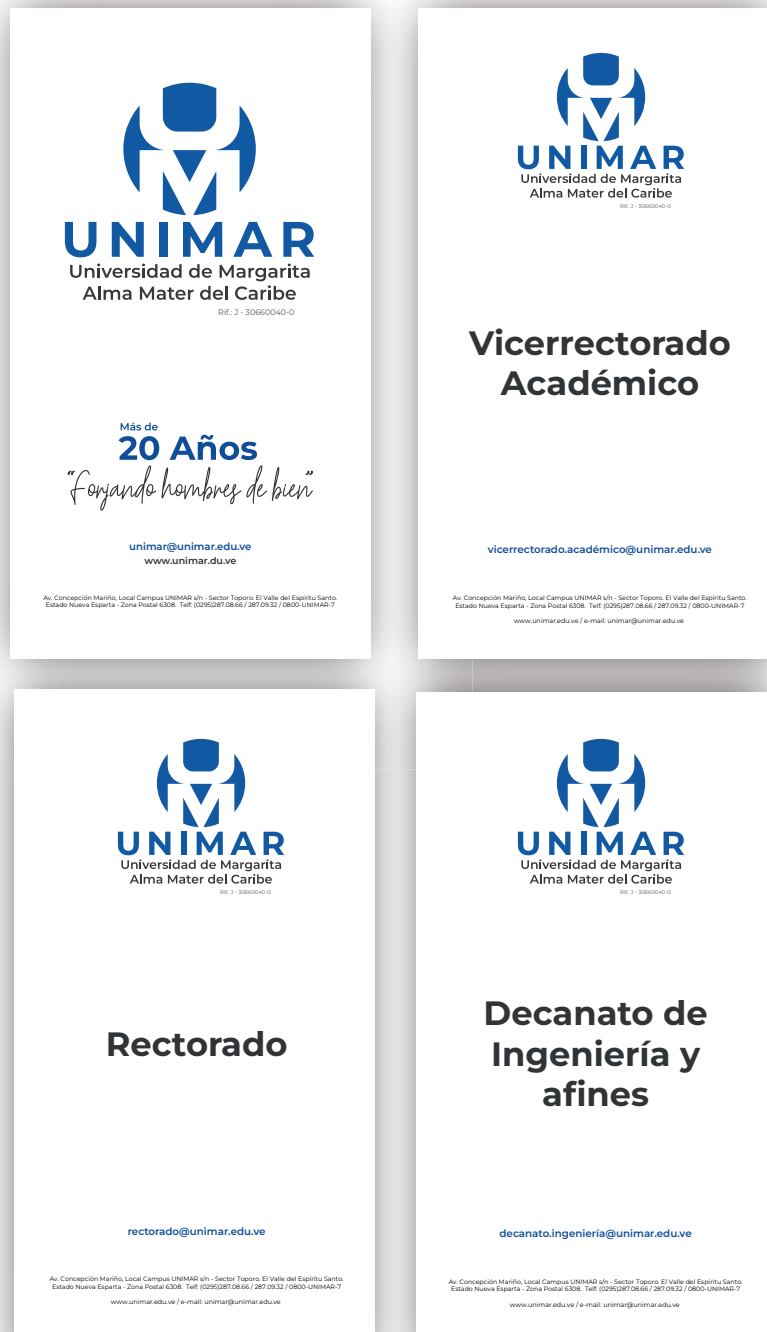 UNIMAR
Universidad de Margarita
Alma Mater del Caribe
Rif.: J - 30660040-0
Más de
20 Años
“Forjando hombres de bien”
unimar@unimar.edu.ve
www.unimar.du.ve
Av. Concepción Mariño, Local Campus UNIMAR s/n - Sector Toporo. El Valle del Espíritu Santo.
Estado Nueva Esparta - Zona Postal 6308. Telf: (0295)287.08.66 / 287.09.32 / 0800-UNIMAR-7
UNIMAR
Universidad de Margarita
Alma Mater del Caribe
Rif.: J - 30660040-0
Vicerrectorado
Académico
vicerrectorado.académico@unimar.edu.ve
Av. Concepción Mariño, Local Campus UNIMAR s/n - Sector Toporo. El Valle del Espíritu Santo.
Estado Nueva Esparta - Zona Postal 6308. Telf: (0295)287.08.66 / 287.09.32 / 0800-UNIMAR-7
www.unimar.edu.ve / e-mail: unimar@unimar.edu.ve
UNIMAR
Universidad de Margarita
Alma Mater del Caribe
Rif.: J - 30660040-0
Rectorado
rectorado@unimar.edu.ve
Av. Concepción Mariño, Local Campus UNIMAR s/n - Sector Toporo. El Valle del Espíritu Santo.
Estado Nueva Esparta - Zona Postal 6308. Telf: (0295)287.08.66 / 287.09.32 / 0800-UNIMAR-7
www.unimar.edu.ve / e-mail: unimar@unimar.edu.ve
UNIMAR
Universidad de Margarita
Alma Mater del Caribe
Rif.: J - 30660040-0
Decanato de
Ingeniería y
afines
decanato.ingeniería@unimar.edu.ve
Av. Concepción Mariño, Local Campus UNIMAR s/n - Sector Toporo. El Valle del Espíritu Santo.
Estado Nueva Esparta - Zona Postal 6308. Telf: (0295)287.08.66 / 287.09.32 / 0800-UNIMAR-7
www.unimar.edu.ve / e-mail: unimar@unimar.edu.ve